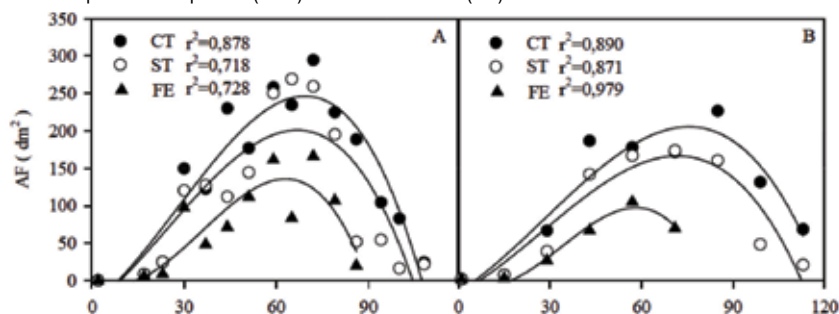 350
300
250
200
150
100
50
0
AF ( dm²)
A
CT r²=0,878
ST r²=0,718
FE r²=0,728
B
CT r²=0,890
ST r²=0,871
FE r²=0,979
0 30 60 90 0 30 60 90 120